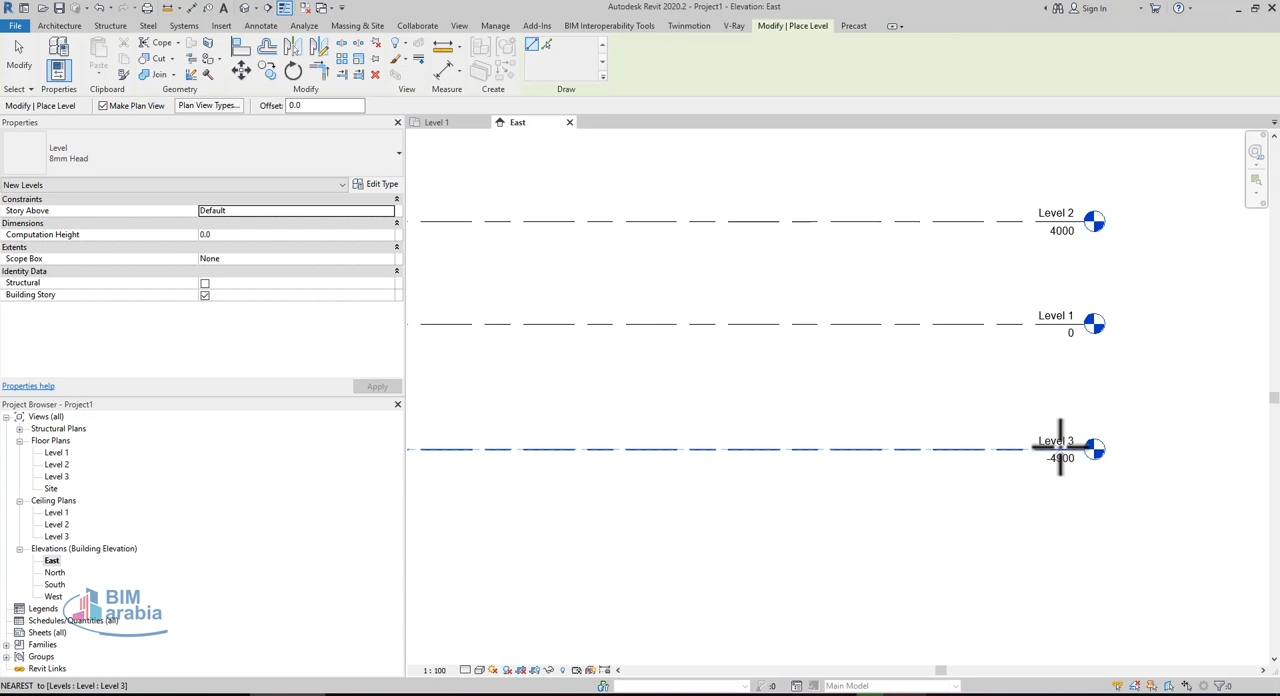 Autodesk Revit 2020.2 - Project1 - Elevation: East
Sign In
File Architecture Structure Steel Systems Insert Annotate Analyze Massing & Site Collaborate View Manage Add-Ins BIM Interoperability Tools Twinmotion V-Ray Modify | Place Level Precast
Modify
Paste
Cope
Cut
Join
Select Properties Clipboard Geometry Modify View Measure Create Draw
Modify | Place Level Make Plan View Plan View Types... Offset: 0.0
Properties
Level 1
East
Level
8mm Head
New Levels
Edit Type
Constraints
Story Above Default
Dimensions
Computation Height 0.0
Extents
Scope Box None
Identity Data
Structural
Building Story
Properties help
Apply
Project Browser - Project1
Views (all)
Structural Plans
Floor Plans
Level 1
Level 2
Level 3
Site
Ceiling Plans
Level 1
Level 2
Level 3
Elevations (Building Elevation)
East
North
South
West
Legends
Schedules/Quantities (all)
Sheets (all)
Families
Groups
Revit Links
BIM
arabia
Level 2
4000
Level 1
0
Level 3
-4900
1 : 100
NEAREST to [Levels : Level : Level 3]
:0
Main Model
:0